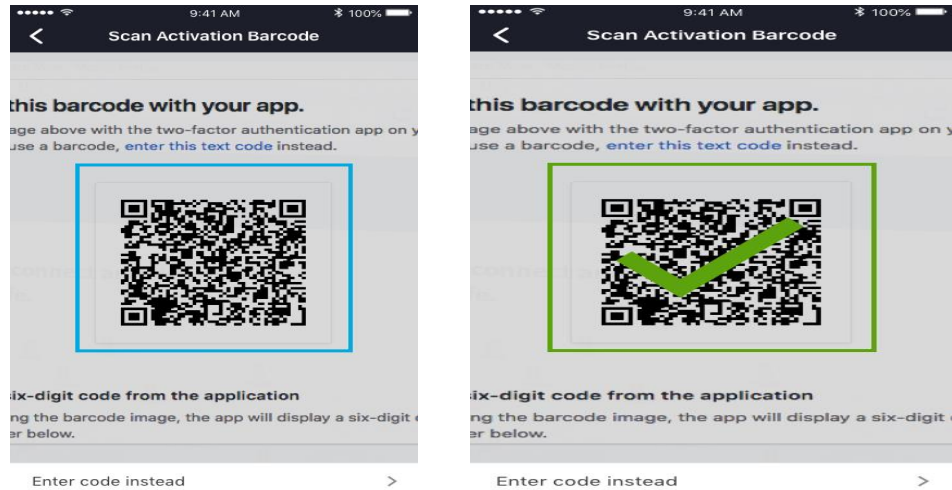 9:41 AM
100%
Scan Activation Barcode
this barcode with your app.
age above with the two-factor authentication app on y
use a barcode, enter this text code instead.
six-digit code from the application
ng the barcode image, the app will display a six-digit
er below.
Enter code instead
9:41 AM
100%
Scan Activation Barcode
this barcode with your app.
age above with the two-factor authentication app on y
use a barcode, enter this text code instead.
six-digit code from the application
ng the barcode image, the app will display a six-digit
er below.
Enter code instead